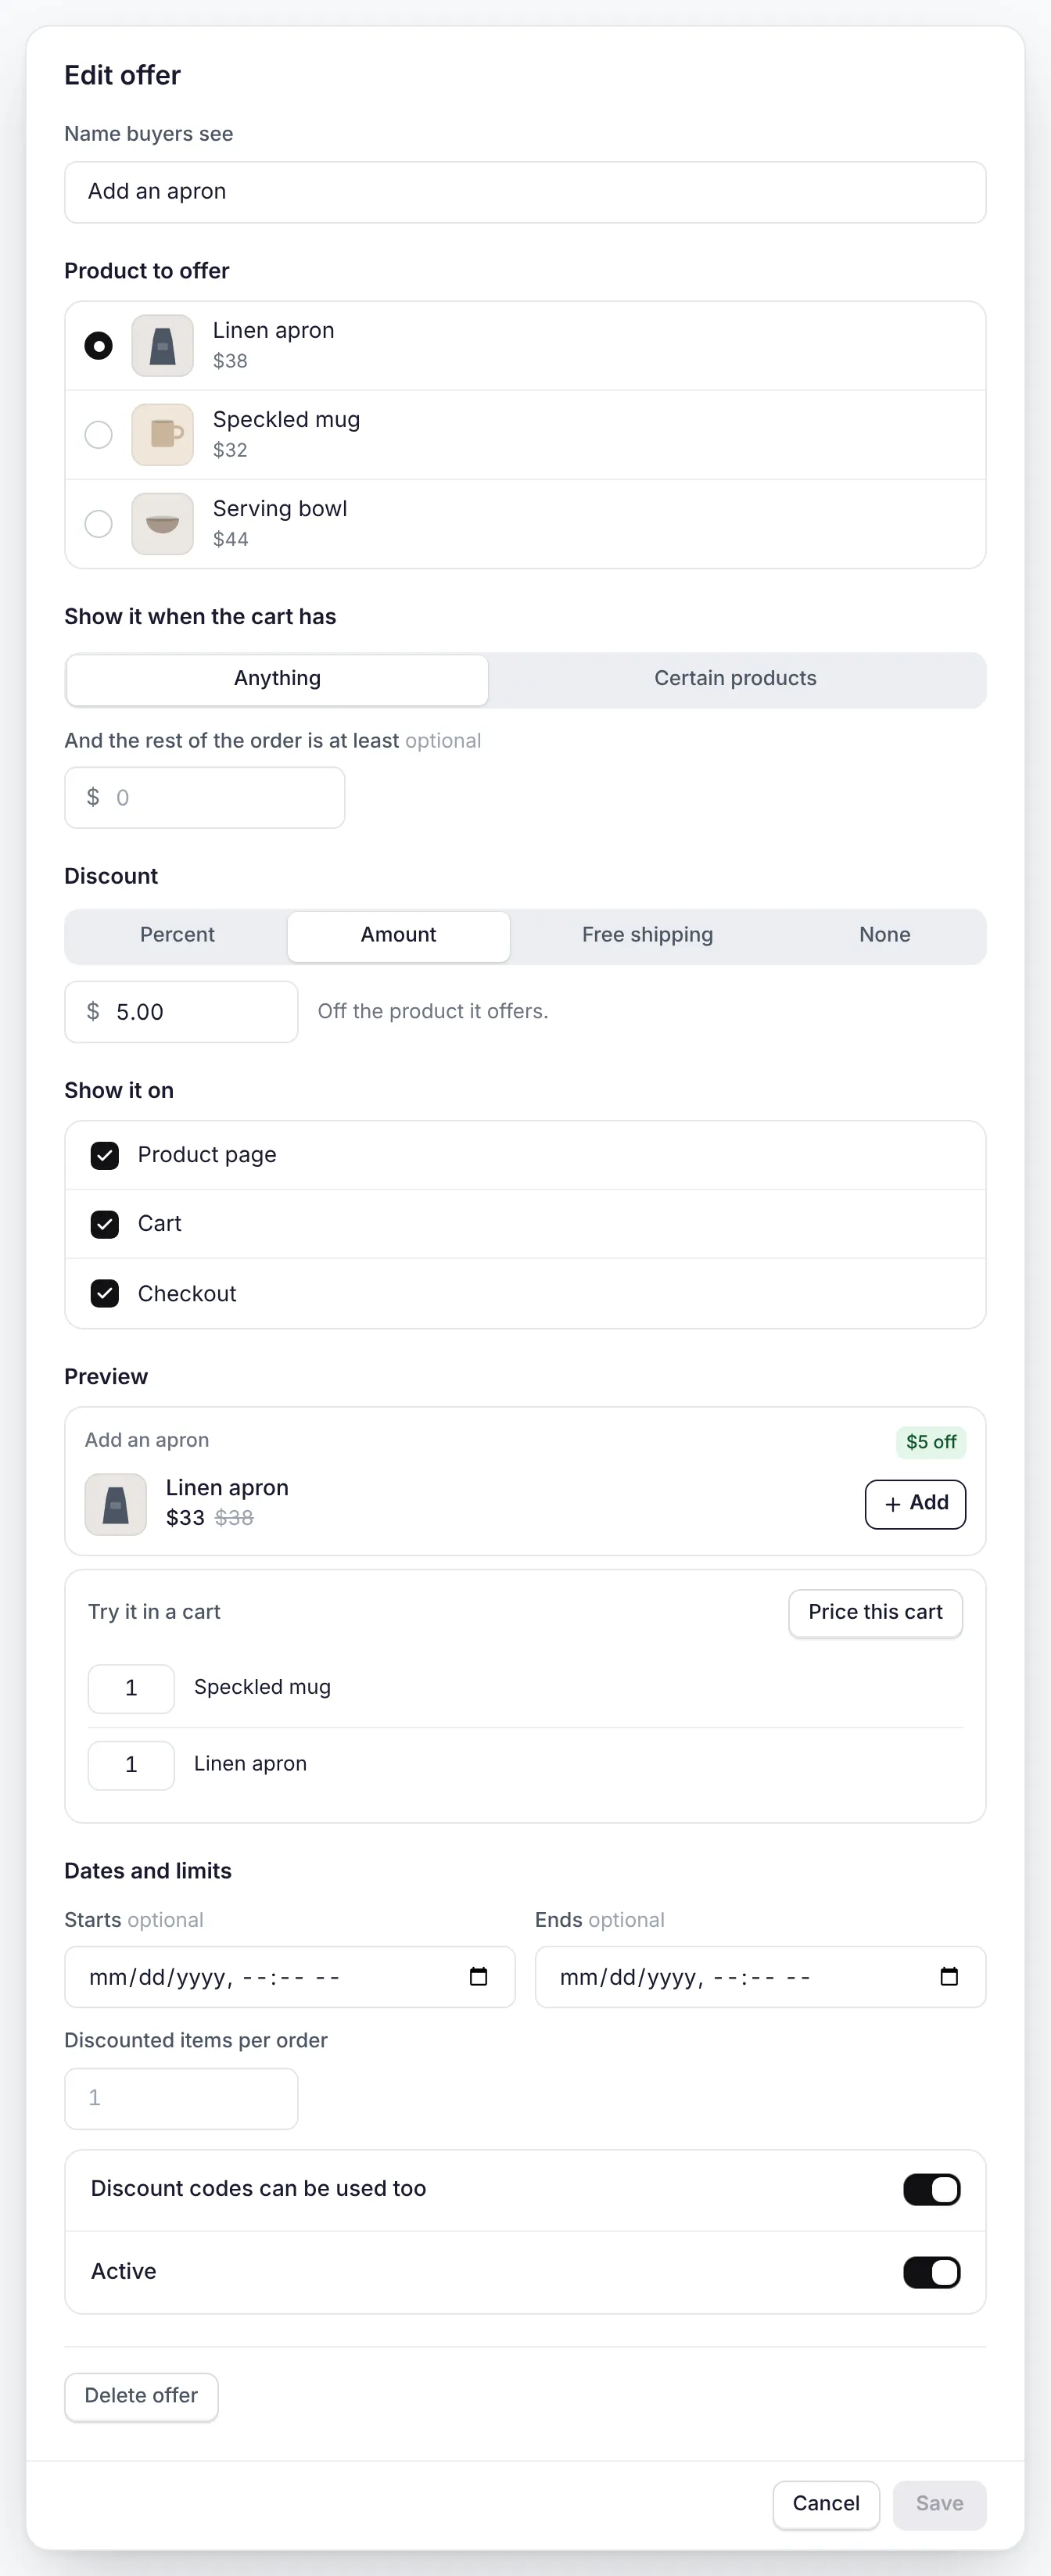 Edit offer
Name buyers see
Add an apron
Product to offer
Linen apron
$38
Speckled mug
$32
Serving bowl
$44
Show it when the cart has
Anything
Certain products
And the rest of the order is at least optional
$ 0
Discount
Percent
Amount
Free shipping
None
$ 5.00
Off the product it offers.
Show it on
Product page
Cart
Checkout
Preview
Add an apron
$5 off
Linen apron
$33 $38
+ Add
Try it in a cart
Price this cart
1 Speckled mug
1 Linen apron
Dates and limits
Starts optional
Ends optional
mm/dd/yyyy, --:-- --
mm/dd/yyyy, --:-- --
Discounted items per order
1
Discount codes can be used too
Active
Delete offer
Cancel
Save